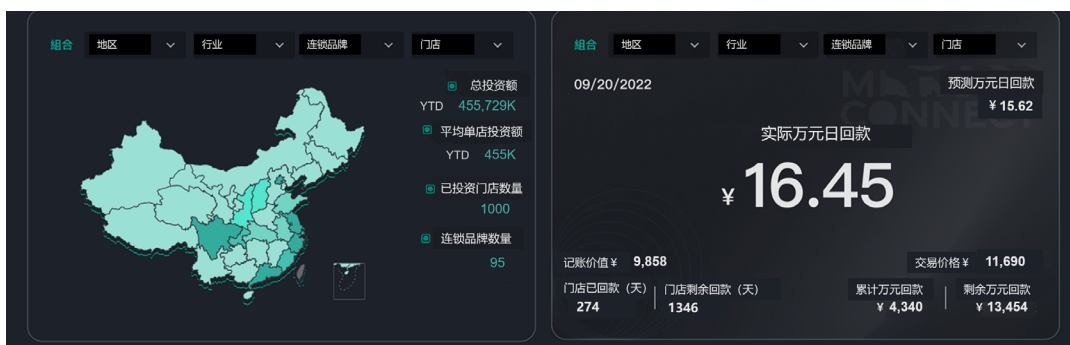 組合 地区 行业 连锁品牌 门店
总投资额
YTD 455,729K
平均单店投资额
YTD 455K
已投资门店数量
1000
连锁品牌数量
95
組合 地区 行业 连锁品牌 门店
09/20/2022
预测万元日回款
¥ 15.62
实际万元日回款
¥ 16.45
记账价值 ¥ 9,858
交易价格 ¥ 11,690
门店已回款（天） 门店剩余回款（天） 累计万元回款 剩余万元回款
274 1346 ¥ 4,340 ¥ 13,454